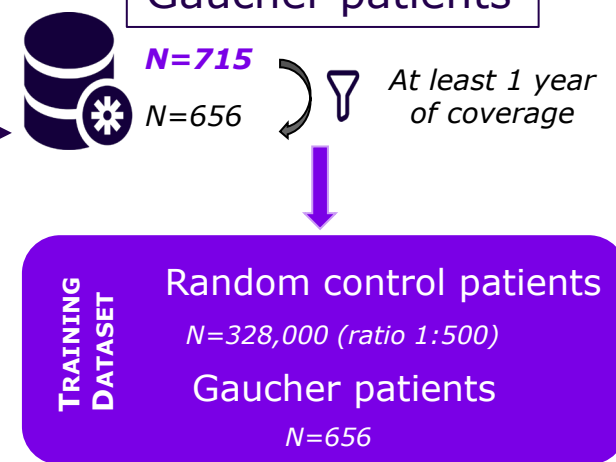 Gaucher patients
N=715
N=656
At least 1 year
of coverage
TRAINING
DATASET
Random control patients
N=328,000 (ratio 1:500)
Gaucher patients
N=656